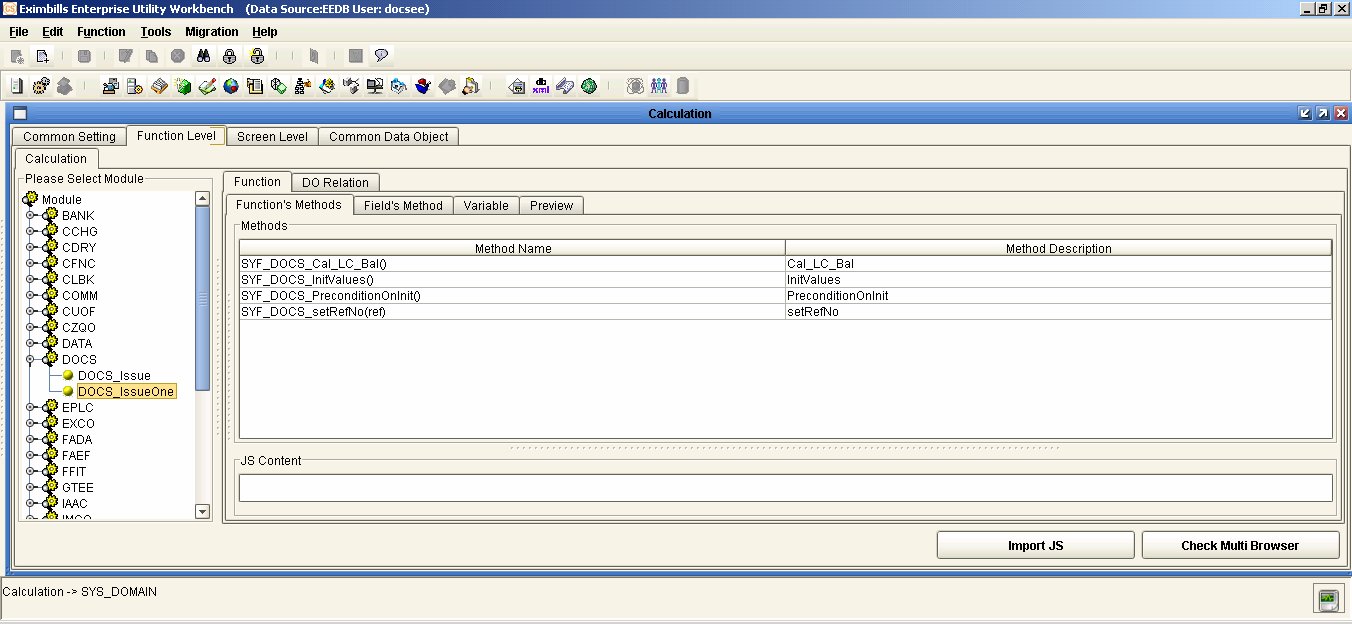 Eximbills Enterprise Utility Workbench (Data Source:EEDB User: docsee)
File Edit Function Tools Migration Help
Calculation
Common Setting Function Level Screen Level Common Data Object
Calculation
Please Select Module
Module
BANK
CCHG
CDRY
CFNC
CLBK
COMM
CUOF
CZQO
DATA
DOCS
DOCS_Issue
DOCS_IssueOne
EPLC
EXCO
FADA
FAEF
FFIT
GTEE
IAAC
IMCO
Function DO Relation
Function's Methods Field's Method Variable Preview
Methods
Method Name Method Description
SYF_DOCS_Cal_LC_Bal() Cal_LC_Bal
SYF_DOCS_InitValues() InitValues
SYF_DOCS_PreconditionOnInit() PreconditionOnInit
SYF_DOCS_setRefNo(ref) setRefNo
JS Content
Import JS Check Multi Browser
Calculation -> SYS_DOMAIN